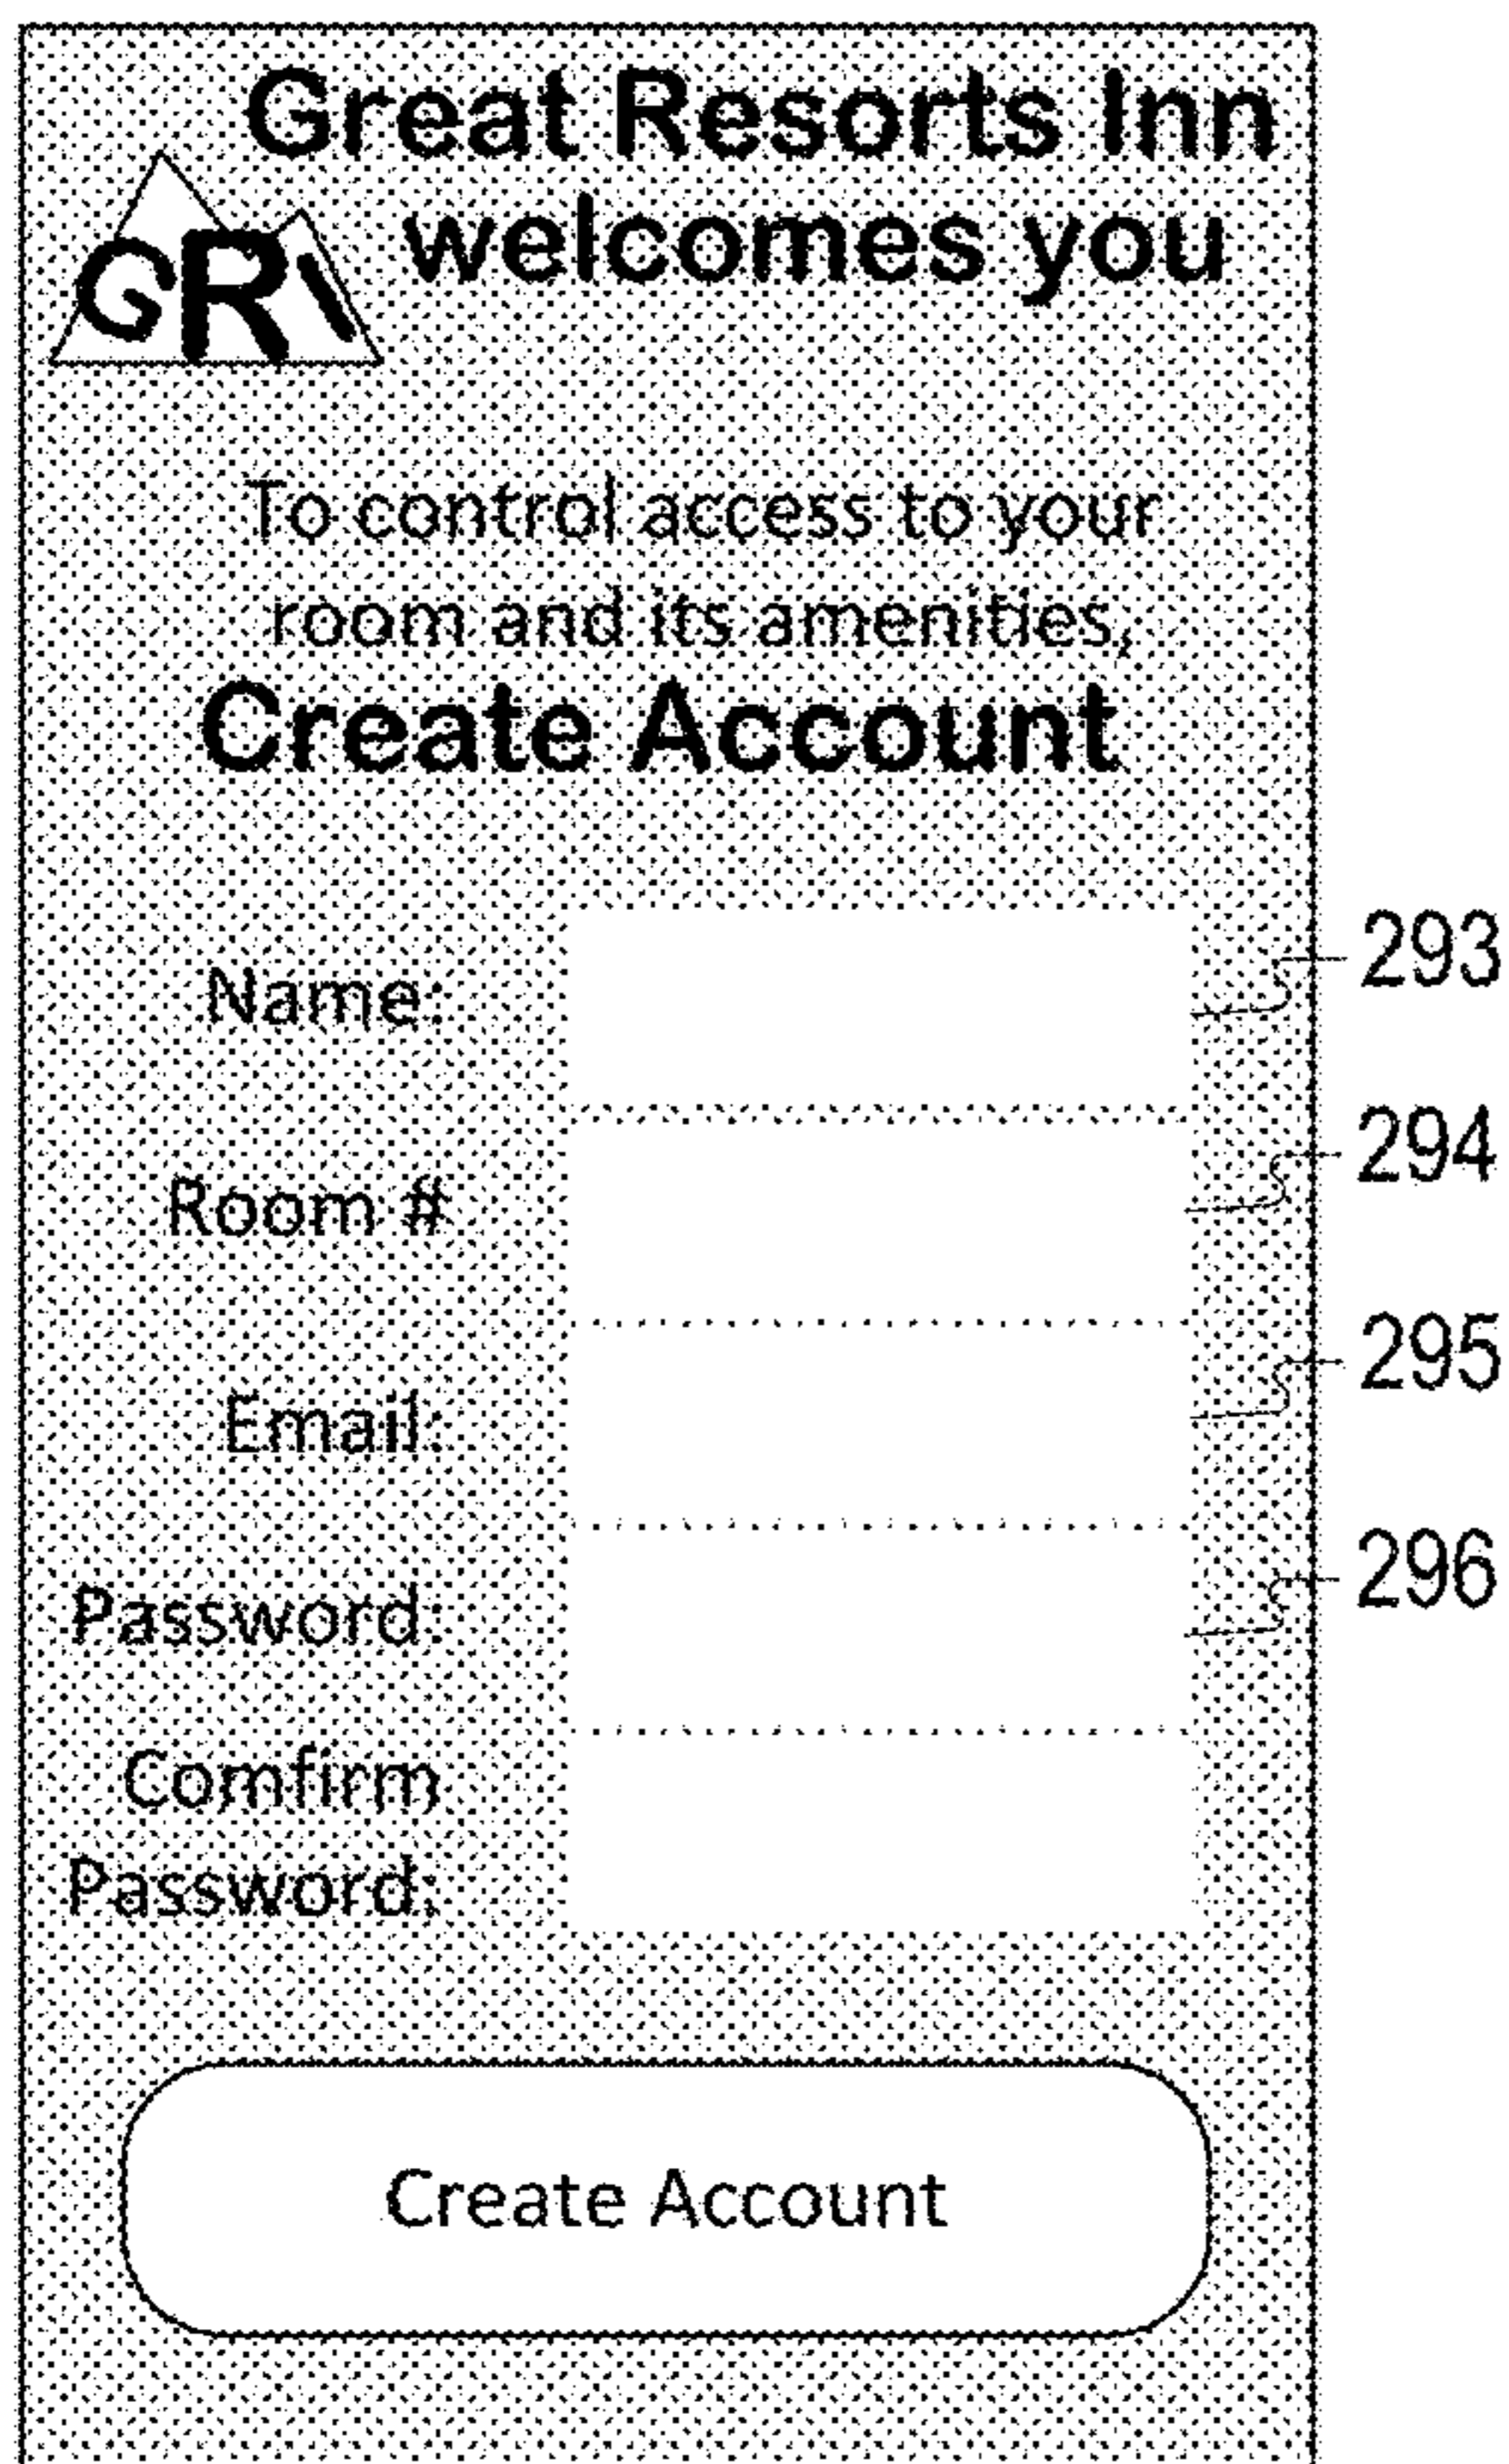 Great Resorts Inn
GRI welcomes you
To control access to your
room and its amenities,
Create Account
Name: 293
Room # 294
Email: 295
Password: 296
Comfirm
Password:
Create Account